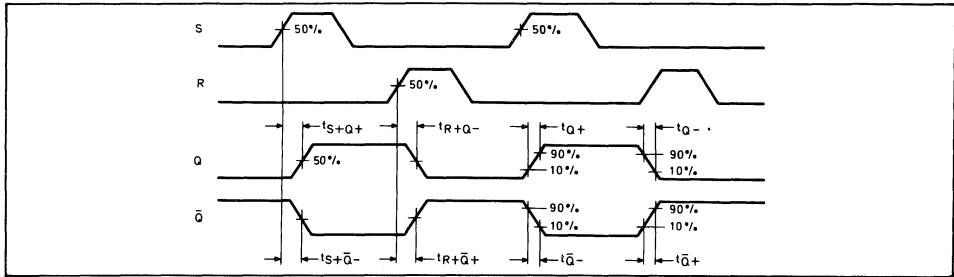 S 50% 50%
R 50%
tS+Q+ tR+Q- tQ+ tQ-
Q 50% 90% 90%
10% 10%
Q̄ 90% 90%
10% 10%
tS+Q̄- tR+Q̄+ tQ̄- tQ̄+